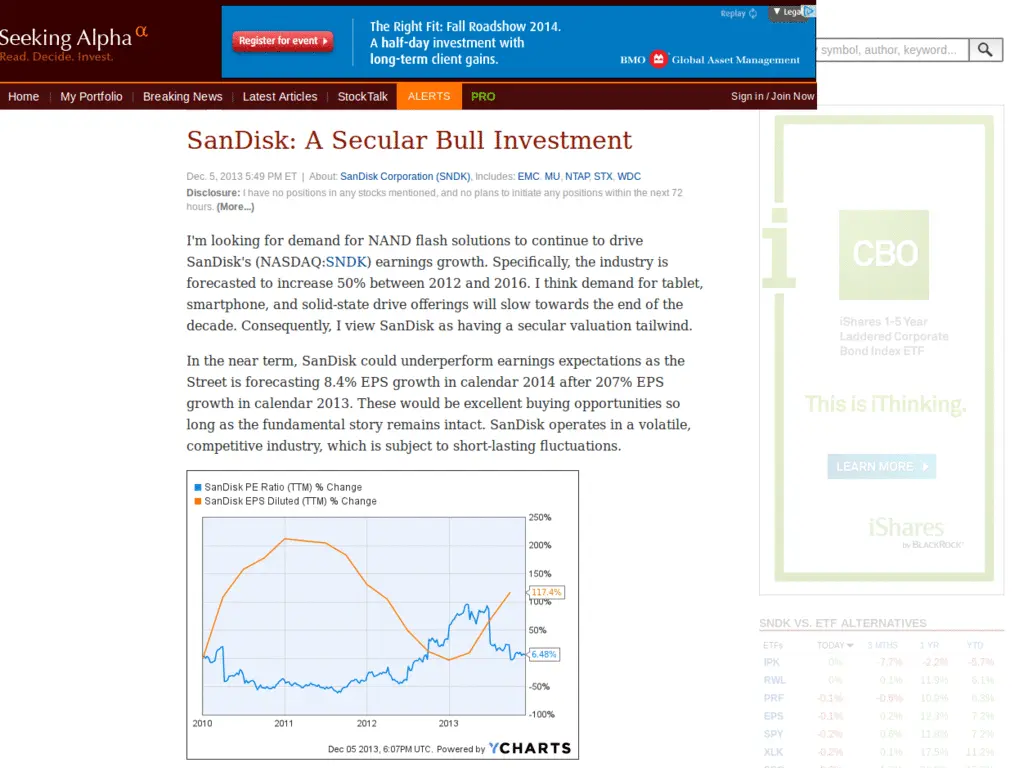 Seeking Alpha α
Read. Decide. Invest.
Register for event
The Right Fit: Fall Roadshow 2014.
A half-day investment with
long-term client gains.
Replay
BMO Global Asset Management
symbol, author, keyword...
Home | My Portfolio | Breaking News | Latest Articles | StockTalk ALERTS PRO
Sign in / Join Now
SanDisk: A Secular Bull Investment
Dec. 5, 2013 5:49 PM ET | About: SanDisk Corporation (SNDK), Includes: EMC, MU, NTAP, STX, WDC
Disclosure: I have no positions in any stocks mentioned, and no plans to initiate any positions within the next 72
hours. (More...)
I'm looking for demand for NAND flash solutions to continue to drive
SanDisk's (NASDAQ:SNDK) earnings growth. Specifically, the industry is
forecasted to increase 50% between 2012 and 2016. I think demand for tablet,
smartphone, and solid-state drive offerings will slow towards the end of the
decade. Consequently, I view SanDisk as having a secular valuation tailwind.
In the near term, SanDisk could underperform earnings expectations as the
Street is forecasting 8.4% EPS growth in calendar 2014 after 207% EPS
growth in calendar 2013. These would be excellent buying opportunities so
long as the fundamental story remains intact. SanDisk operates in a volatile,
competitive industry, which is subject to short-lasting fluctuations.
SanDisk PE Ratio (TTM) % Change
SanDisk EPS Diluted (TTM) % Change
250%
200%
150%
117.4%
100%
50%
6.48%
-50%
-100%
2010 2011 2012 2013
Dec 05 2013, 6:07PM UTC. Powered by YCHARTS
i
CBO
iShares 1-5 Year
Laddered Corporate
Bond Index ETF
This is iThinking.
LEARN MORE
iShares
by BLACKROCK
SNDK VS. ETF ALTERNATIVES
ETFs TODAY 3 MTHS 1 YR YTD
IPK 0% -7.7% -2.2% -5.7%
RWL 0% 0.1% 11.9% 6.1%
PRF -0.1% -0.9% 10.9%
EPS -0.1% 0.2% 12.1% 7.2%
SPY -0.2% 0.6% 11.8% 7.2%
XLK -0.2% 0.1% 17.5% 11.2%